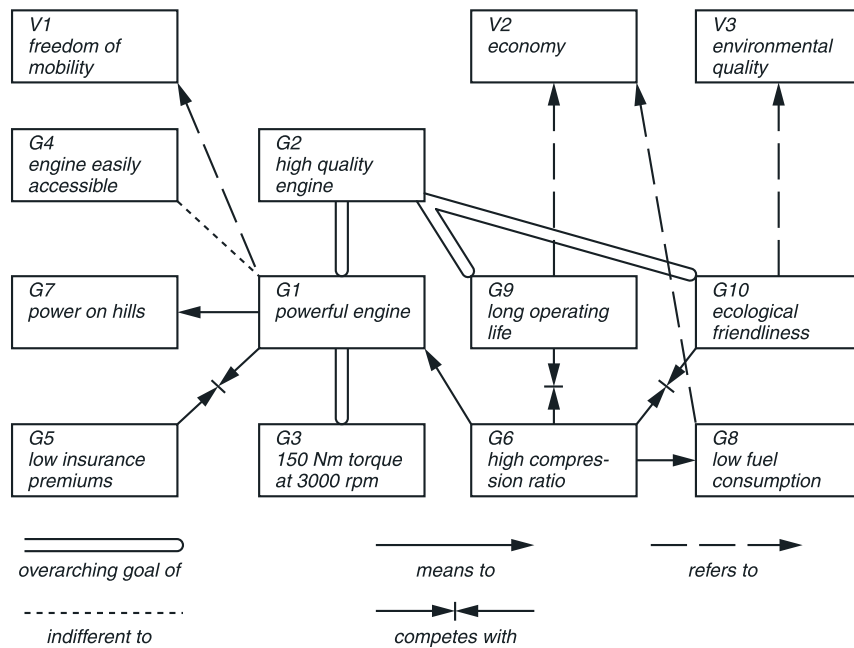 V1
freedom of
mobility
V2
economy
V3
environmental
quality
G4
engine easily
accessible
G2
high quality
engine
G7
power on hills
G1
powerful engine
G9
long operating
life
G10
ecological
friendliness
G5
low insurance
premiums
G3
150 Nm torque
at 3000 rpm
G6
high compres-
sion ratio
G8
low fuel
consumption
overarching goal of
means to
refers to
indifferent to
competes with